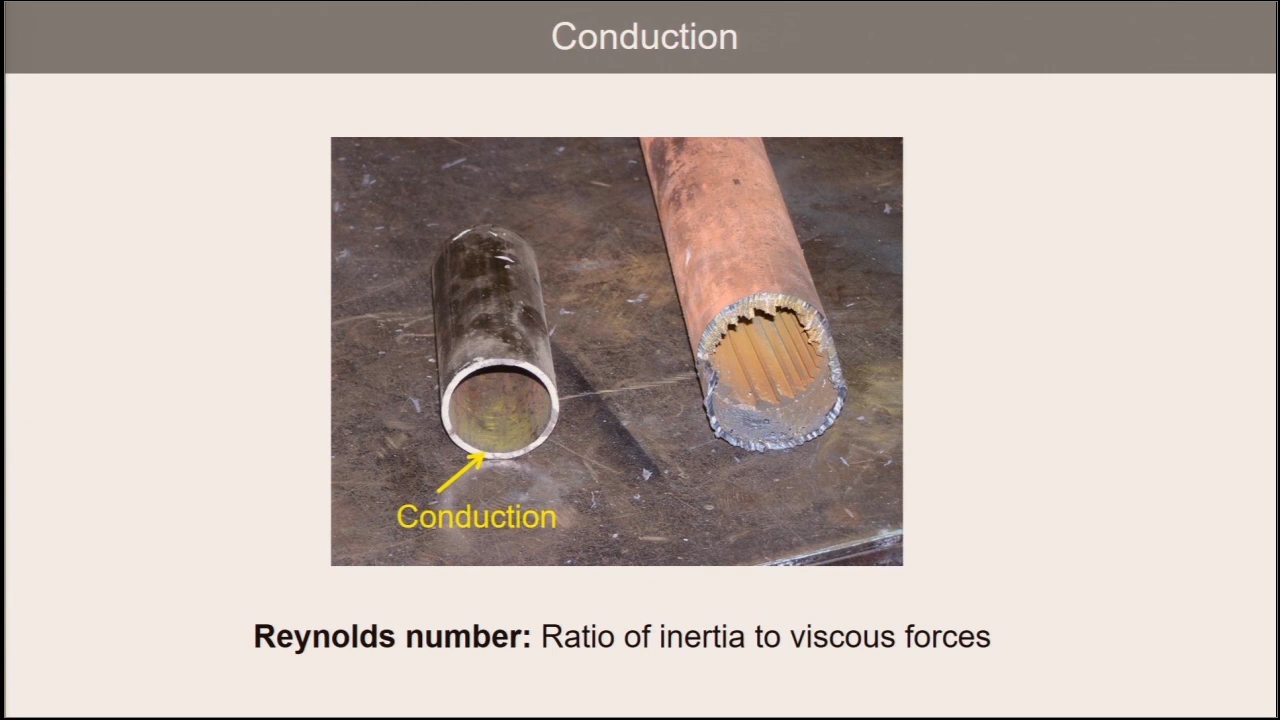 Conduction
Conduction
Reynolds number: Ratio of inertia to viscous forces